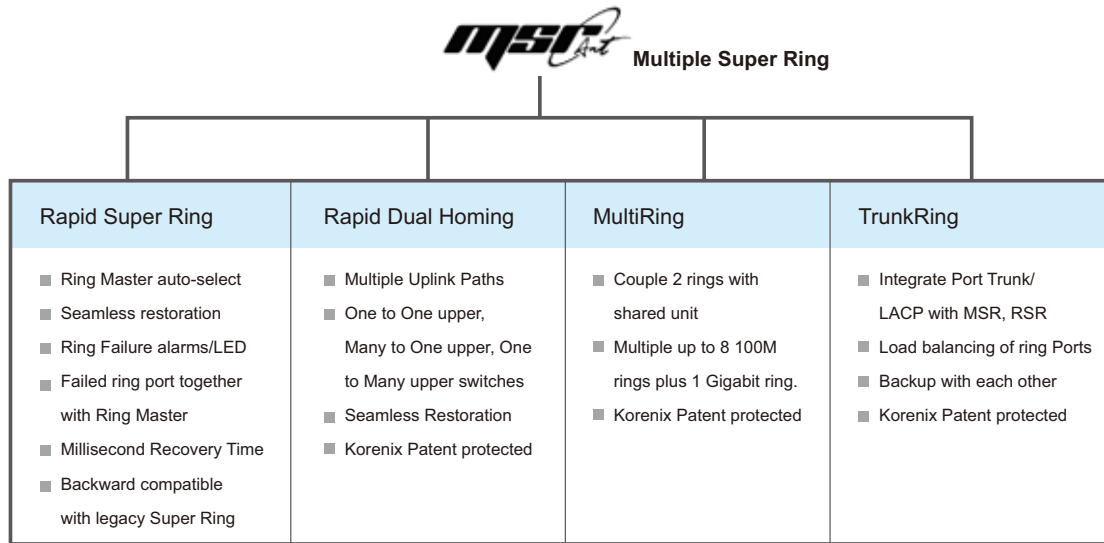 msr Ant Multiple Super Ring
Rapid Super Ring
Ring Master auto-select
Seamless restoration
Ring Failure alarms/LED
Failed ring port together
with Ring Master
Millisecond Recovery Time
Backward compatible
with legacy Super Ring
Rapid Dual Homing
Multiple Uplink Paths
One to One upper,
Many to One upper, One
to Many upper switches
Seamless Restoration
Korenix Patent protected
MultiRing
Couple 2 rings with
shared unit
Multiple up to 8 100M
rings plus 1 Gigabit ring.
Korenix Patent protected
TrunkRing
Integrate Port Trunk/
LACP with MSR, RSR
Load balancing of ring Ports
Backup with each other
Korenix Patent protected